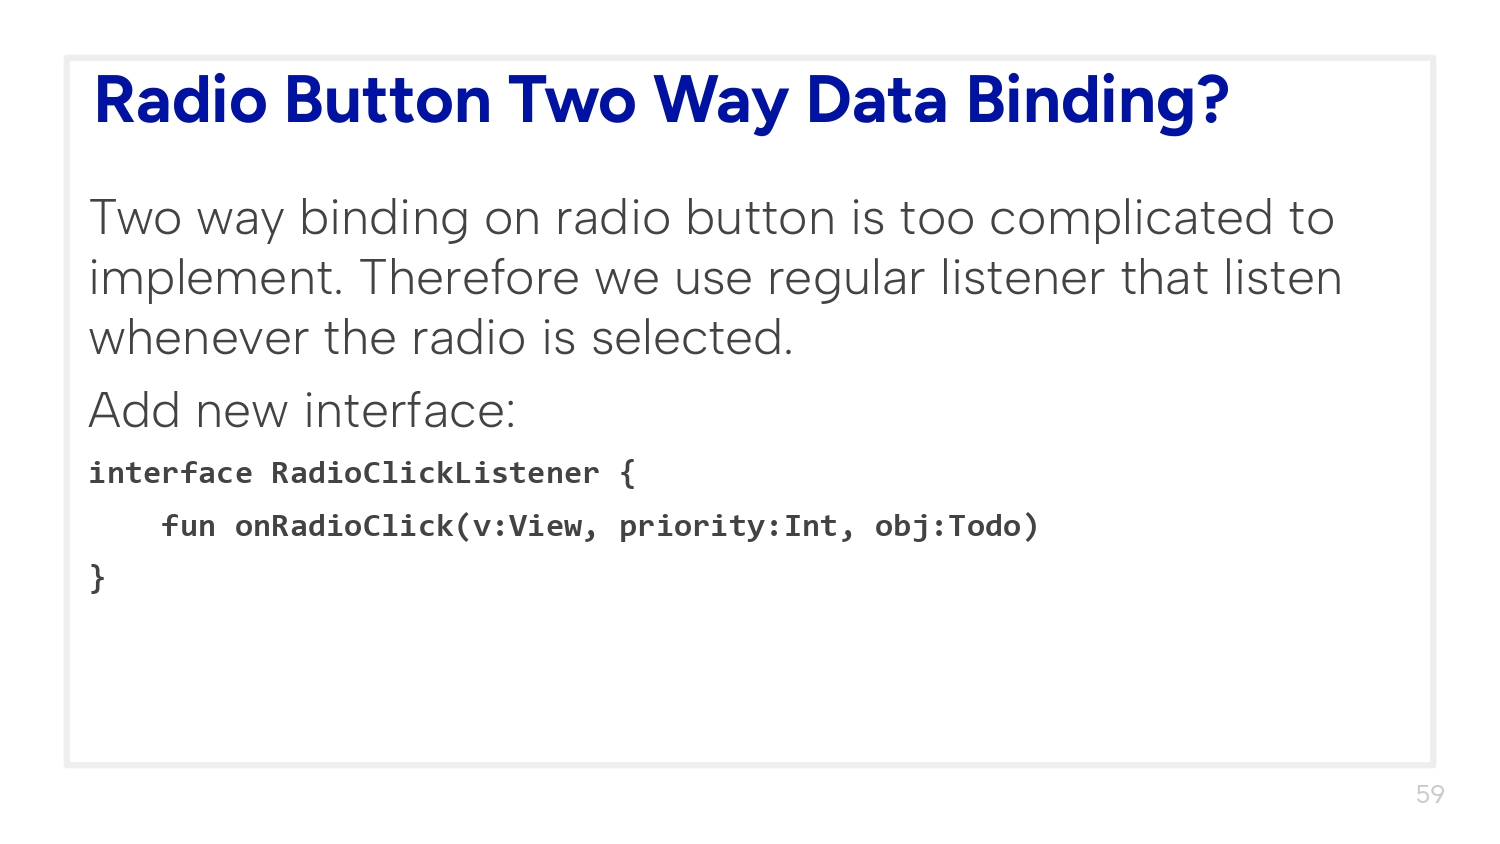 Radio Button Two Way Data Binding?
Two way binding on radio button is too complicated to
implement. Therefore we use regular listener that listen
whenever the radio is selected.
Add new interface:
interface RadioClickListener {
    fun onRadioClick(v:View, priority:Int, obj:Todo)
}
59